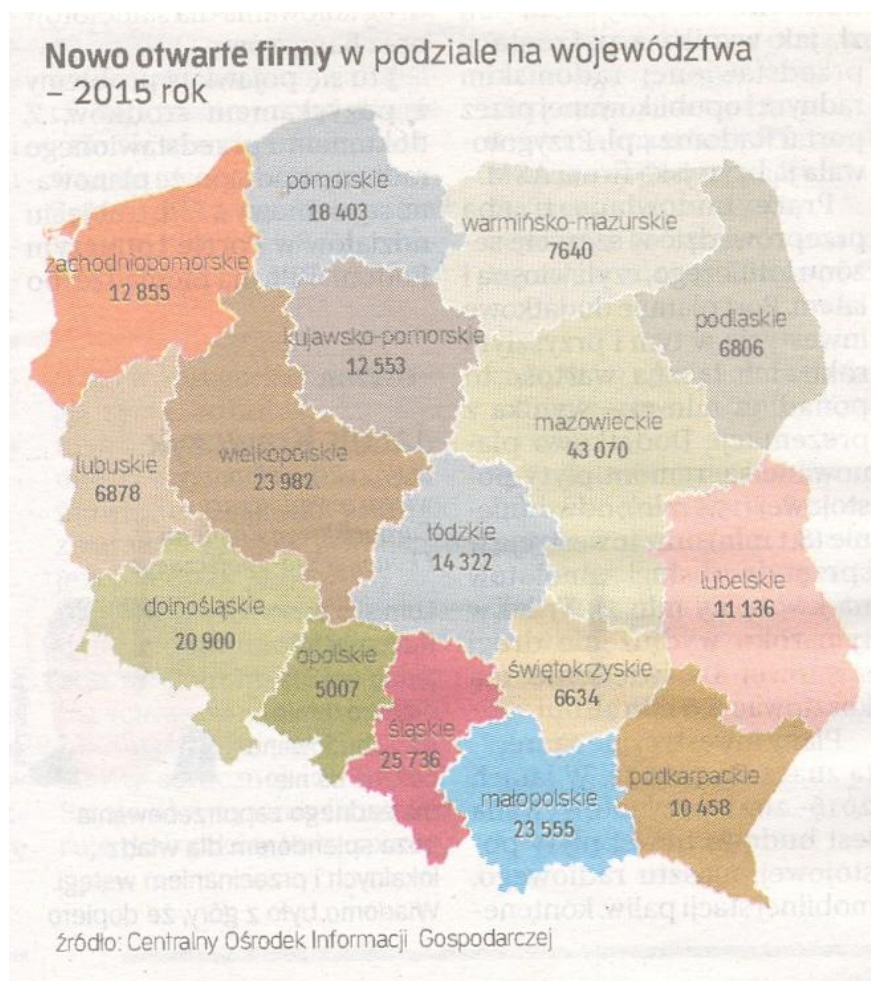 Nowo otwarte firmy w podziale na województwa
– 2015 rok
pomorskie
18 403
warmińsko-mazurskie
7640
zachodniopomorskie
12 855
podlaskie
6806
kujawsko-pomorskie
12 553
mazowieckie
43 070
wielkopolskie
23 982
lubuskie
6878
łódzkie
14 322
lubelskie
11 136
dolnośląskie
20 900
opolskie
5007
świętokrzyskie
6634
śląskie
25 736
podkarpackie
10 458
małopolskie
23 555
źródło: Centralny Ośrodek Informacji Gospodarczej